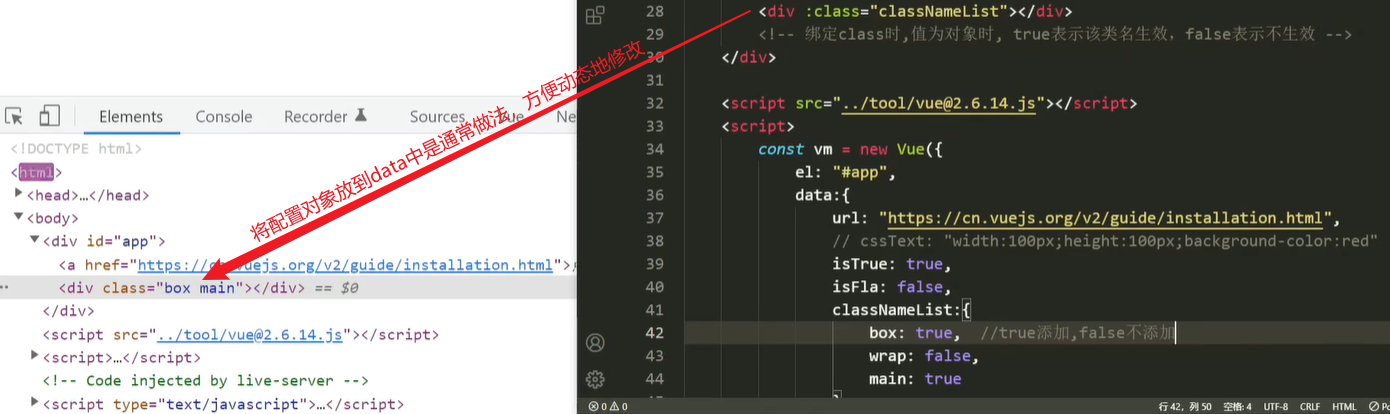 Elements
Console
Recorder
Sources
Ne
<!DOCTYPE html>
<html>
<head>…</head>
<body>
<div id="app">
<a href="https://cn.vuejs.org/v2/guide/installation.html">
<div class="box main"></div> == $0
</div>
<script src="../tool/vue@2.6.14.js"></script>
<script>…</script>
<!-- Code injected by live-server -->
<script type="text/javascript">…</script>
将配置对象放到data中是通常做法，方便动态地修改
28 <div :class="classNameList"></div>
29 <!-- 绑定class时,值为对象时, true表示该类名生效，false表示不生效 -->
30 </div>
31
32 <script src="../tool/vue@2.6.14.js"></script>
33 <script>
34 const vm = new Vue({
35 el: "#app",
36 data:{
37 url: "https://cn.vuejs.org/v2/guide/installation.html",
38 // cssText: "width:100px;height:100px;background-color:red"
39 isTrue: true,
40 isFla: false,
41 classNameList:{
42 box: true, //true添加,false不添加
43 wrap: false,
44 main: true
0 0 行 42, 列 50 空格: 4 UTF-8 CRLF HTML